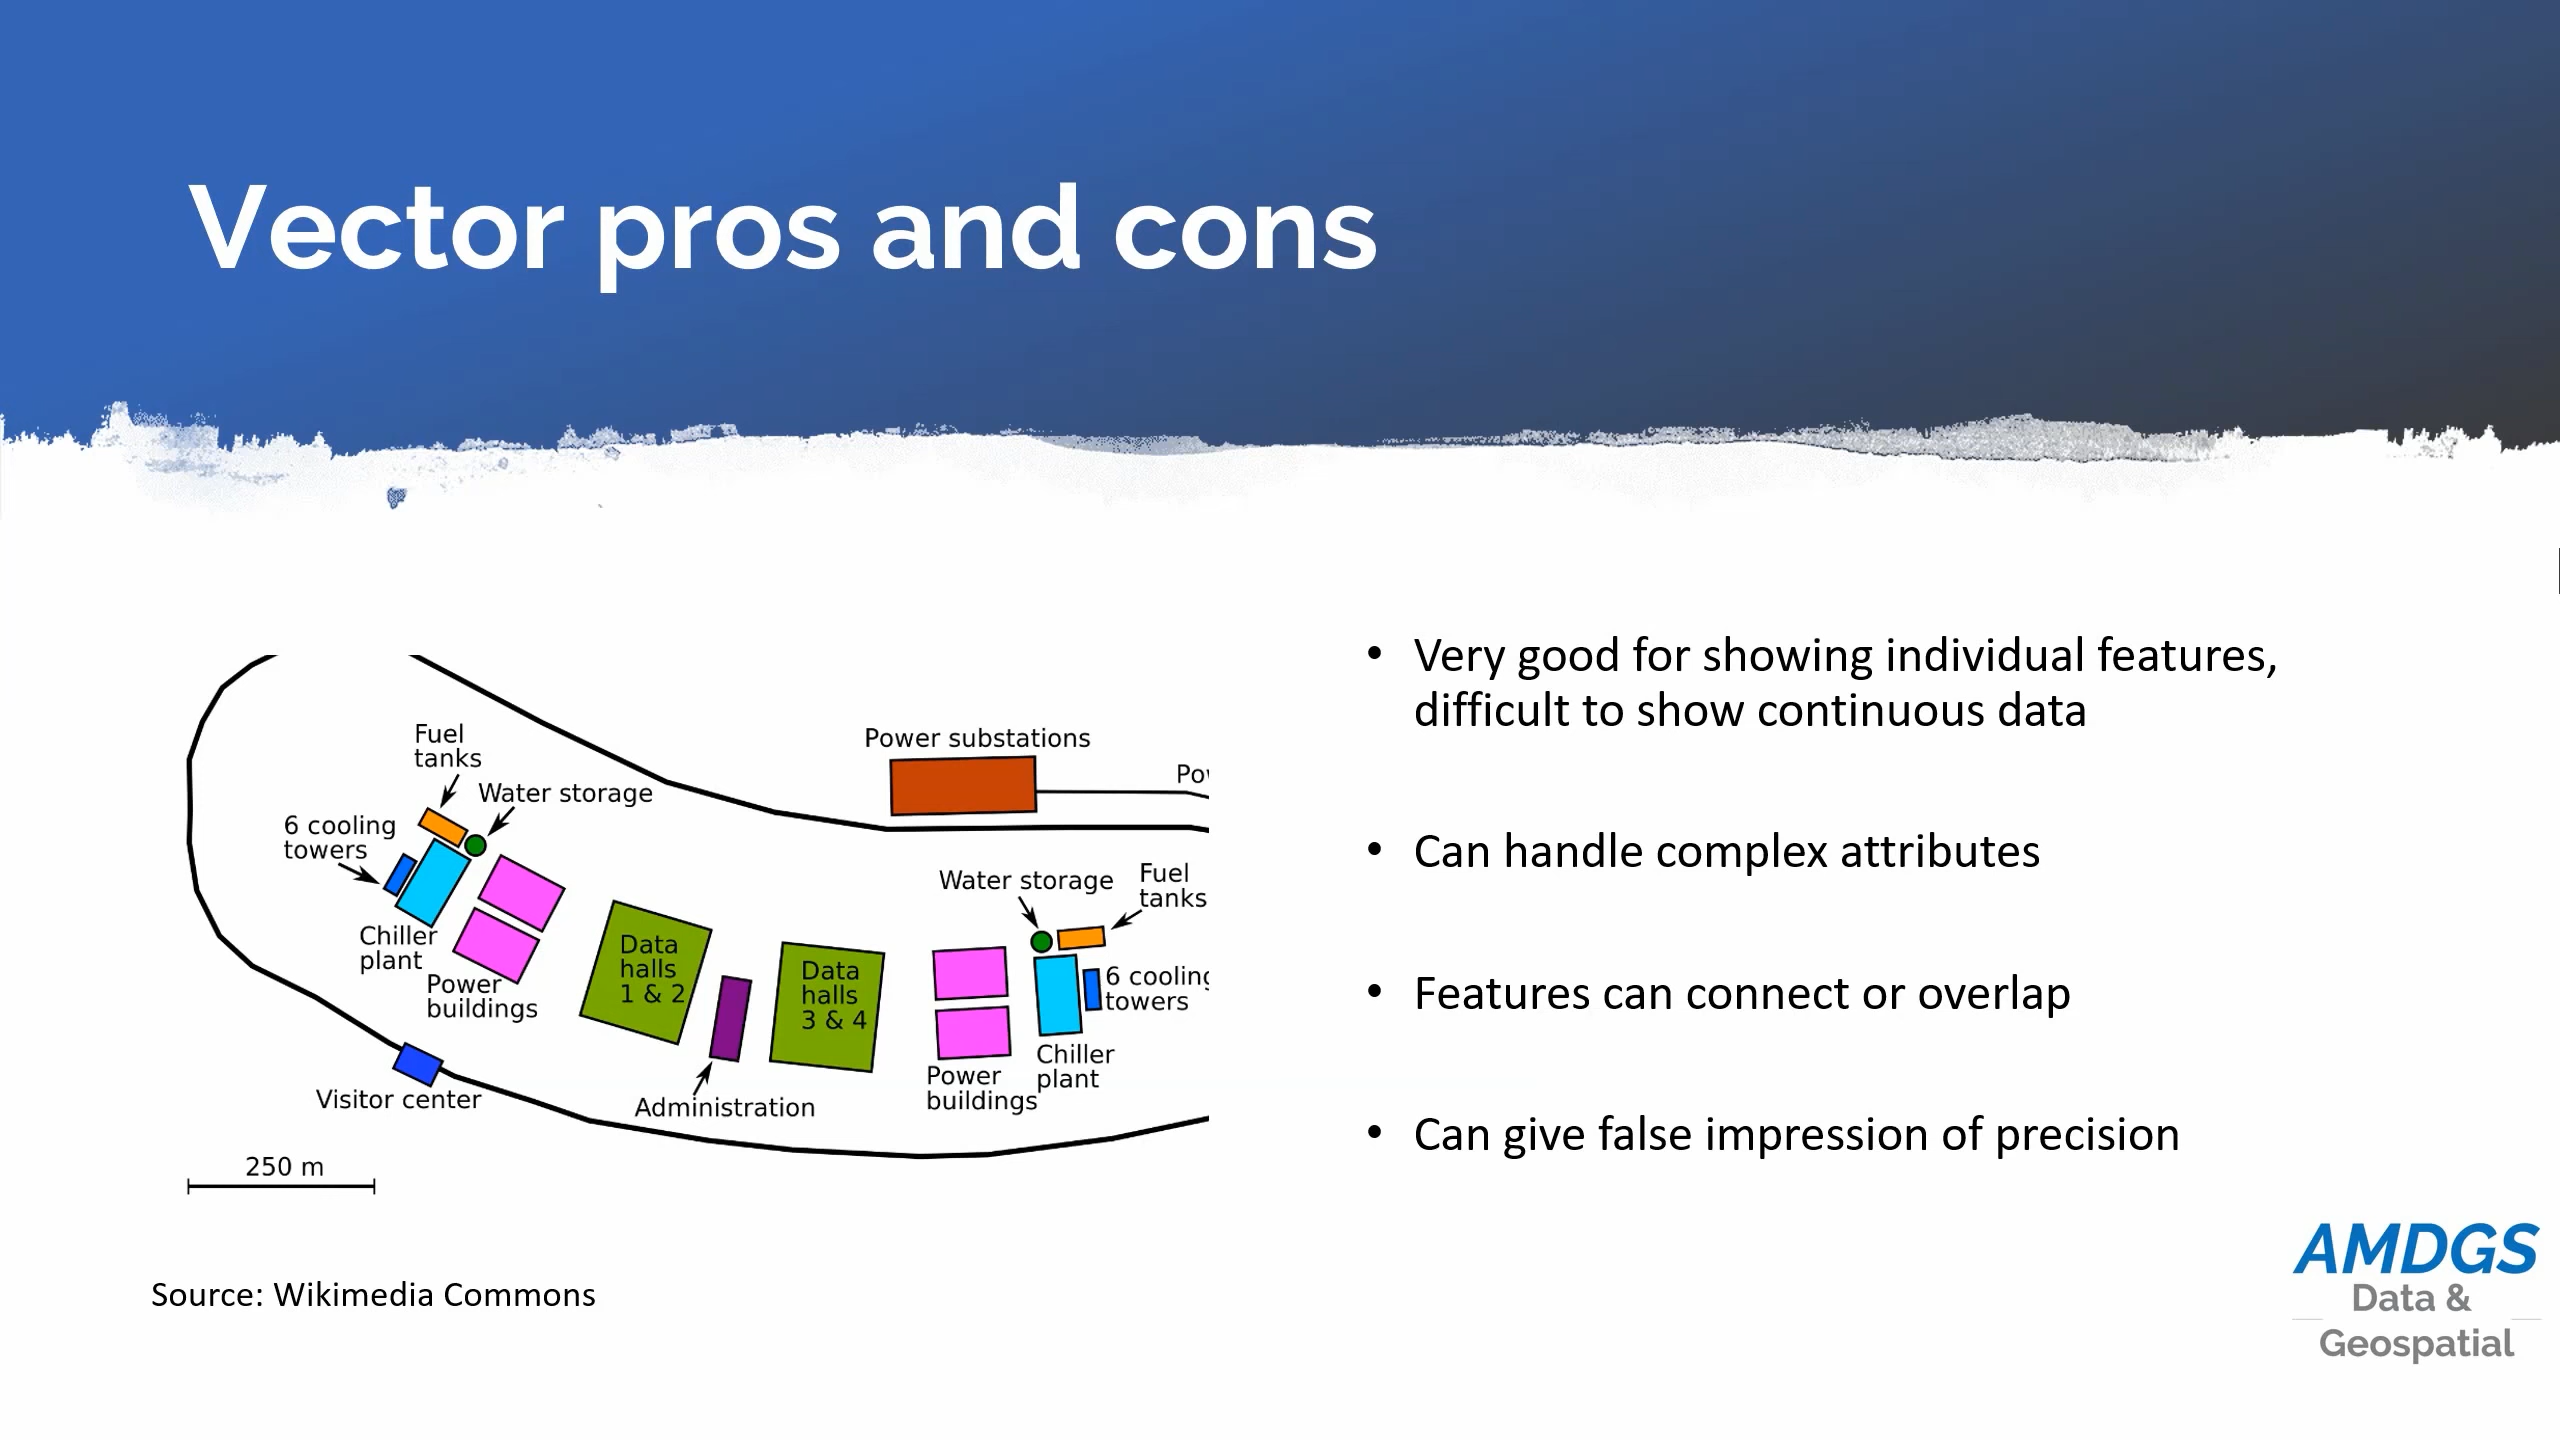 Vector pros and cons
Fuel
tanks
Water storage
6 cooling
towers
Chiller
plant
Power
buildings
Visitor center
250 m
Data
halls
1 & 2
Administration
Data
halls
3 & 4
Power substations
Water storage
Fuel
tanks
6 cooling
towers
Chiller
plant
Power
buildings
Source: Wikimedia Commons
• Very good for showing individual features,
difficult to show continuous data
• Can handle complex attributes
• Features can connect or overlap
• Can give false impression of precision
AMDGS
Data &
Geospatial